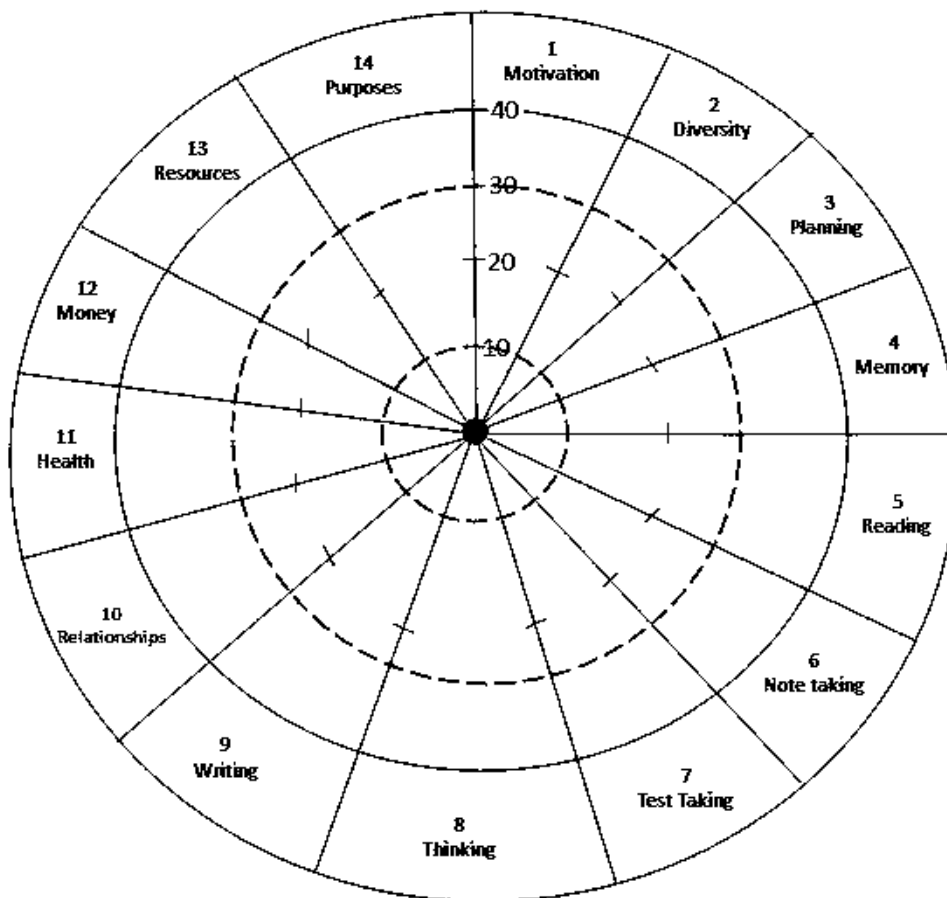 1
Motivation
2
Diversity
3
Planning
4
Memory
5
Reading
6
Note taking
7
Test Taking
8
Thinking
9
Writing
10
Relationships
11
Health
12
Money
13
Resources
14
Purposes
40
30
20
10